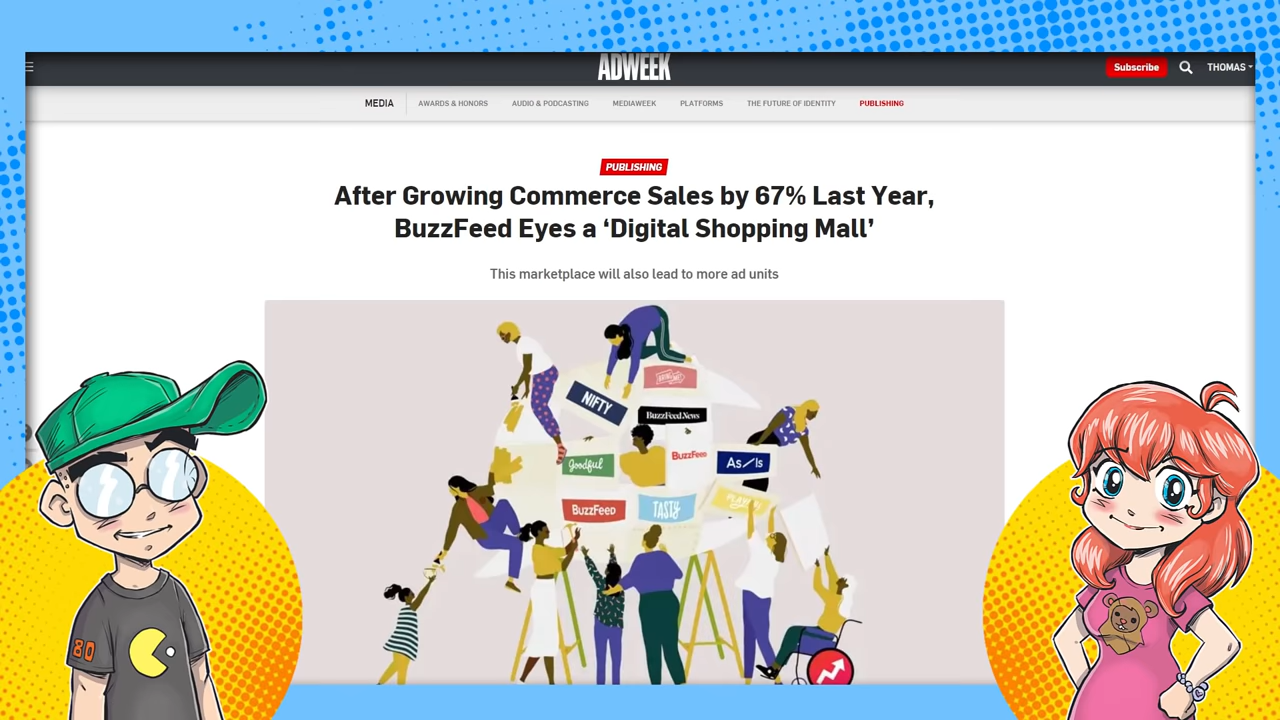 ADWEEK
Subscribe
THOMAS
MEDIA
AWARDS & HONORS
AUDIO & PODCASTING
MEDIAWEEK
PLATFORMS
THE FUTURE OF IDENTITY
PUBLISHING
PUBLISHING
After Growing Commerce Sales by 67% Last Year,
BuzzFeed Eyes a ‘Digital Shopping Mall’
This marketplace will also lead to more ad units
NIFTY
BuzzFeed.News
BuzzFeed
As/Is
goodful
BuzzFeed
TASTY
80